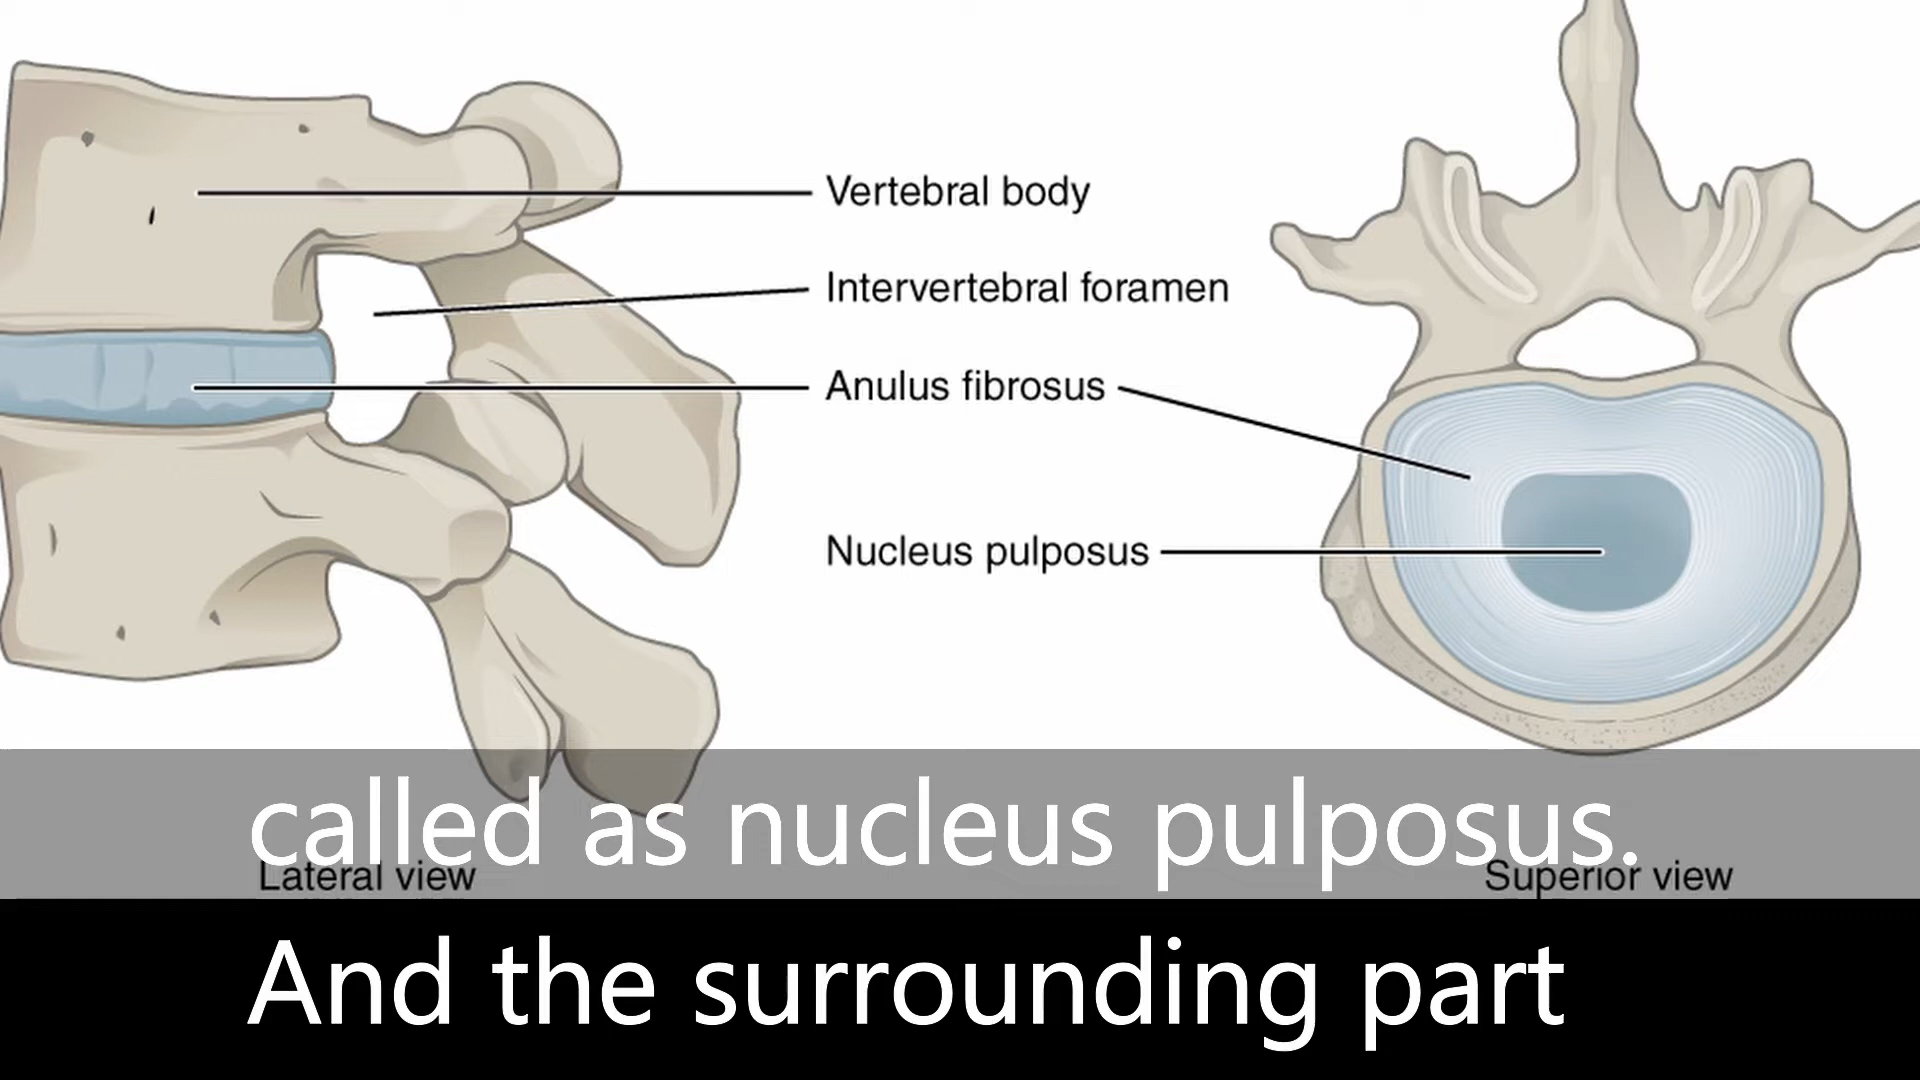 Vertebral body
Intervertebral foramen
Anulus fibrosus
Nucleus pulposus
called as nucleus pulposus.
Lateral view
Superior view
And the surrounding part